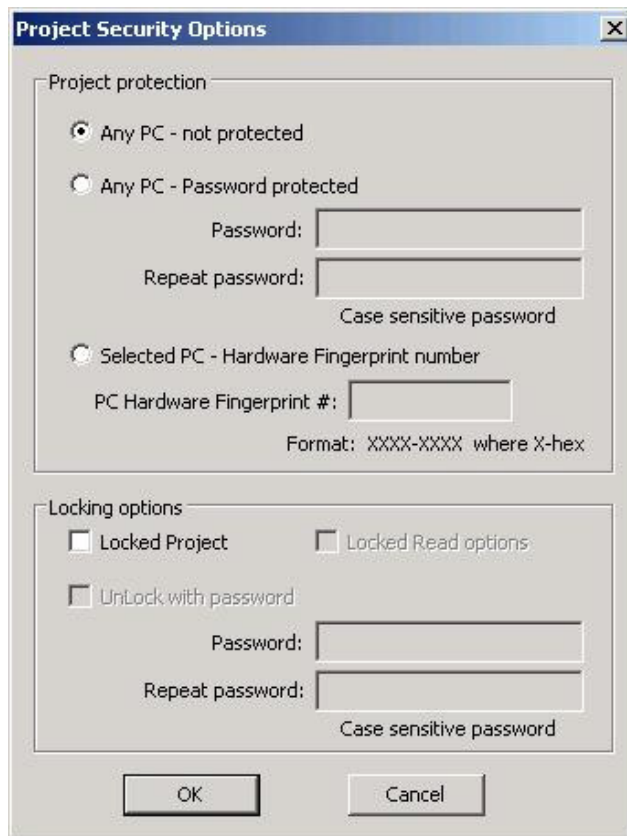 Project Security Options
Project protection
Any PC - not protected
Any PC - Password protected
Password:
Repeat password:
Case sensitive password
Selected PC - Hardware Fingerprint number
PC Hardware Fingerprint #:
Format: XXXX-XXXX where X-hex
Locking options
Locked Project Locked Read options
UnLock with password
Password:
Repeat password:
Case sensitive password
OK Cancel